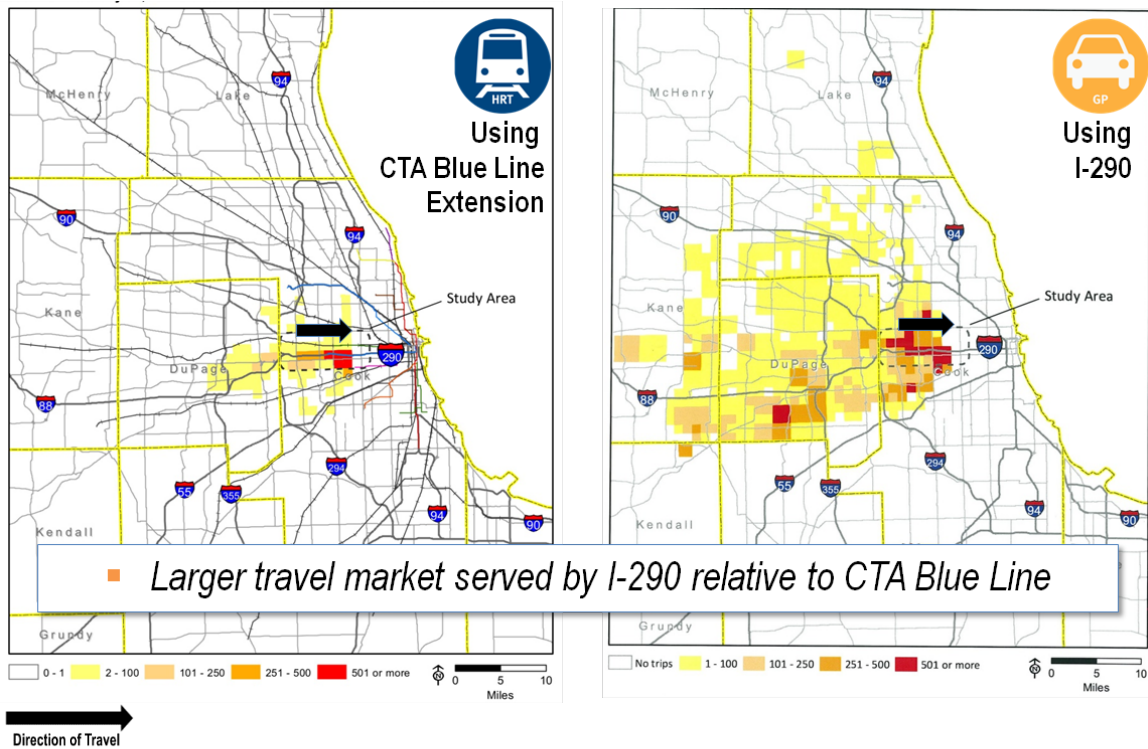 HRT
Using
CTA Blue Line
Extension
94
McHenry
Lake
90
94
Study Area
Kane
290
DuPage
Cook
88
294
55
355
94
90
Kendall
Grundy
0 - 1
2 - 100
101 - 250
251 - 500
501 or more
N
0 5 10
Miles
Direction of Travel
GP
Using
I-290
94
McHenry
Lake
90
94
Study Area
Kane
290
DuPage
Cook
88
294
55
355
94
90
Kendall
No trips
1 - 100
101 - 250
251 - 500
501 or more
N
0 5 10
Miles
Larger travel market served by I-290 relative to CTA Blue Line